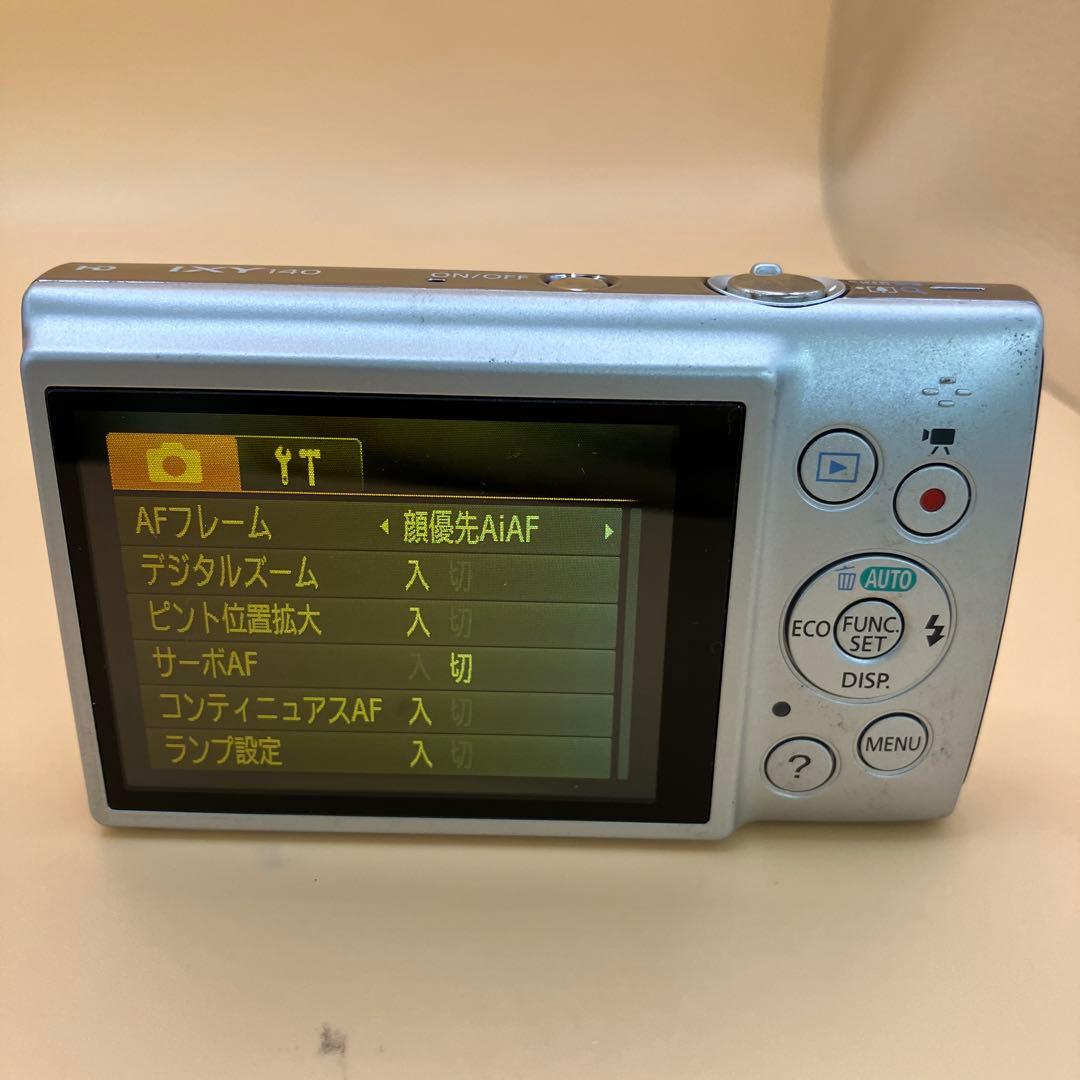 IXY 140
ON/OFF
AFフレーム 顔優先AiAF
デジタルズーム 入 切
ピント位置拡大 入 切
サーボAF 入 切
コンティニュアスAF 入 切
ランプ設定 入 切
AUTO
ECO
FUNC.
SET
DISP.
MENU
?